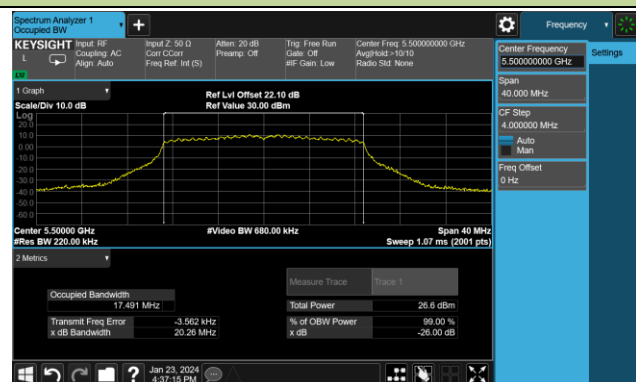 Spectrum Analyzer 1
Occupied BW
Frequency
KEYSIGHT
L
Input: RF
Coupling: AC
Align: Auto
Input Z: 50 Ω
Corr CCorr
Freq Ref: Int (S)
Atten: 20 dB
Preamp: Off
Trig: Free Run
Gate: Off
#IF Gain: Low
Center Freq: 5.500000000 GHz
Avg|Hold:>10/10
Radio Std: None
Center Frequency
5.500000000 GHz
Settings
Span
40.000 MHz
CF Step
4.000000 MHz
Auto
Man
Freq Offset
0 Hz
1 Graph
Scale/Div 10.0 dB
Ref Lvl Offset 22.10 dB
Ref Value 30.00 dBm
Log
20.0
10.0
0.00
-10.0
-20.0
-30.0
-40.0
-50.0
-60.0
Center 5.50000 GHz
#Res BW 220.00 kHz
#Video BW 680.00 kHz
Span 40 MHz
Sweep 1.07 ms (2001 pts)
2 Metrics
Measure Trace
Trace 1
Occupied Bandwidth
17.491 MHz
Total Power
26.6 dBm
Transmit Freq Error
-3.562 kHz
% of OBW Power
99.00 %
x dB Bandwidth
20.26 MHz
x dB
-26.00 dB
?
Jan 23, 2024
4:37:15 PM